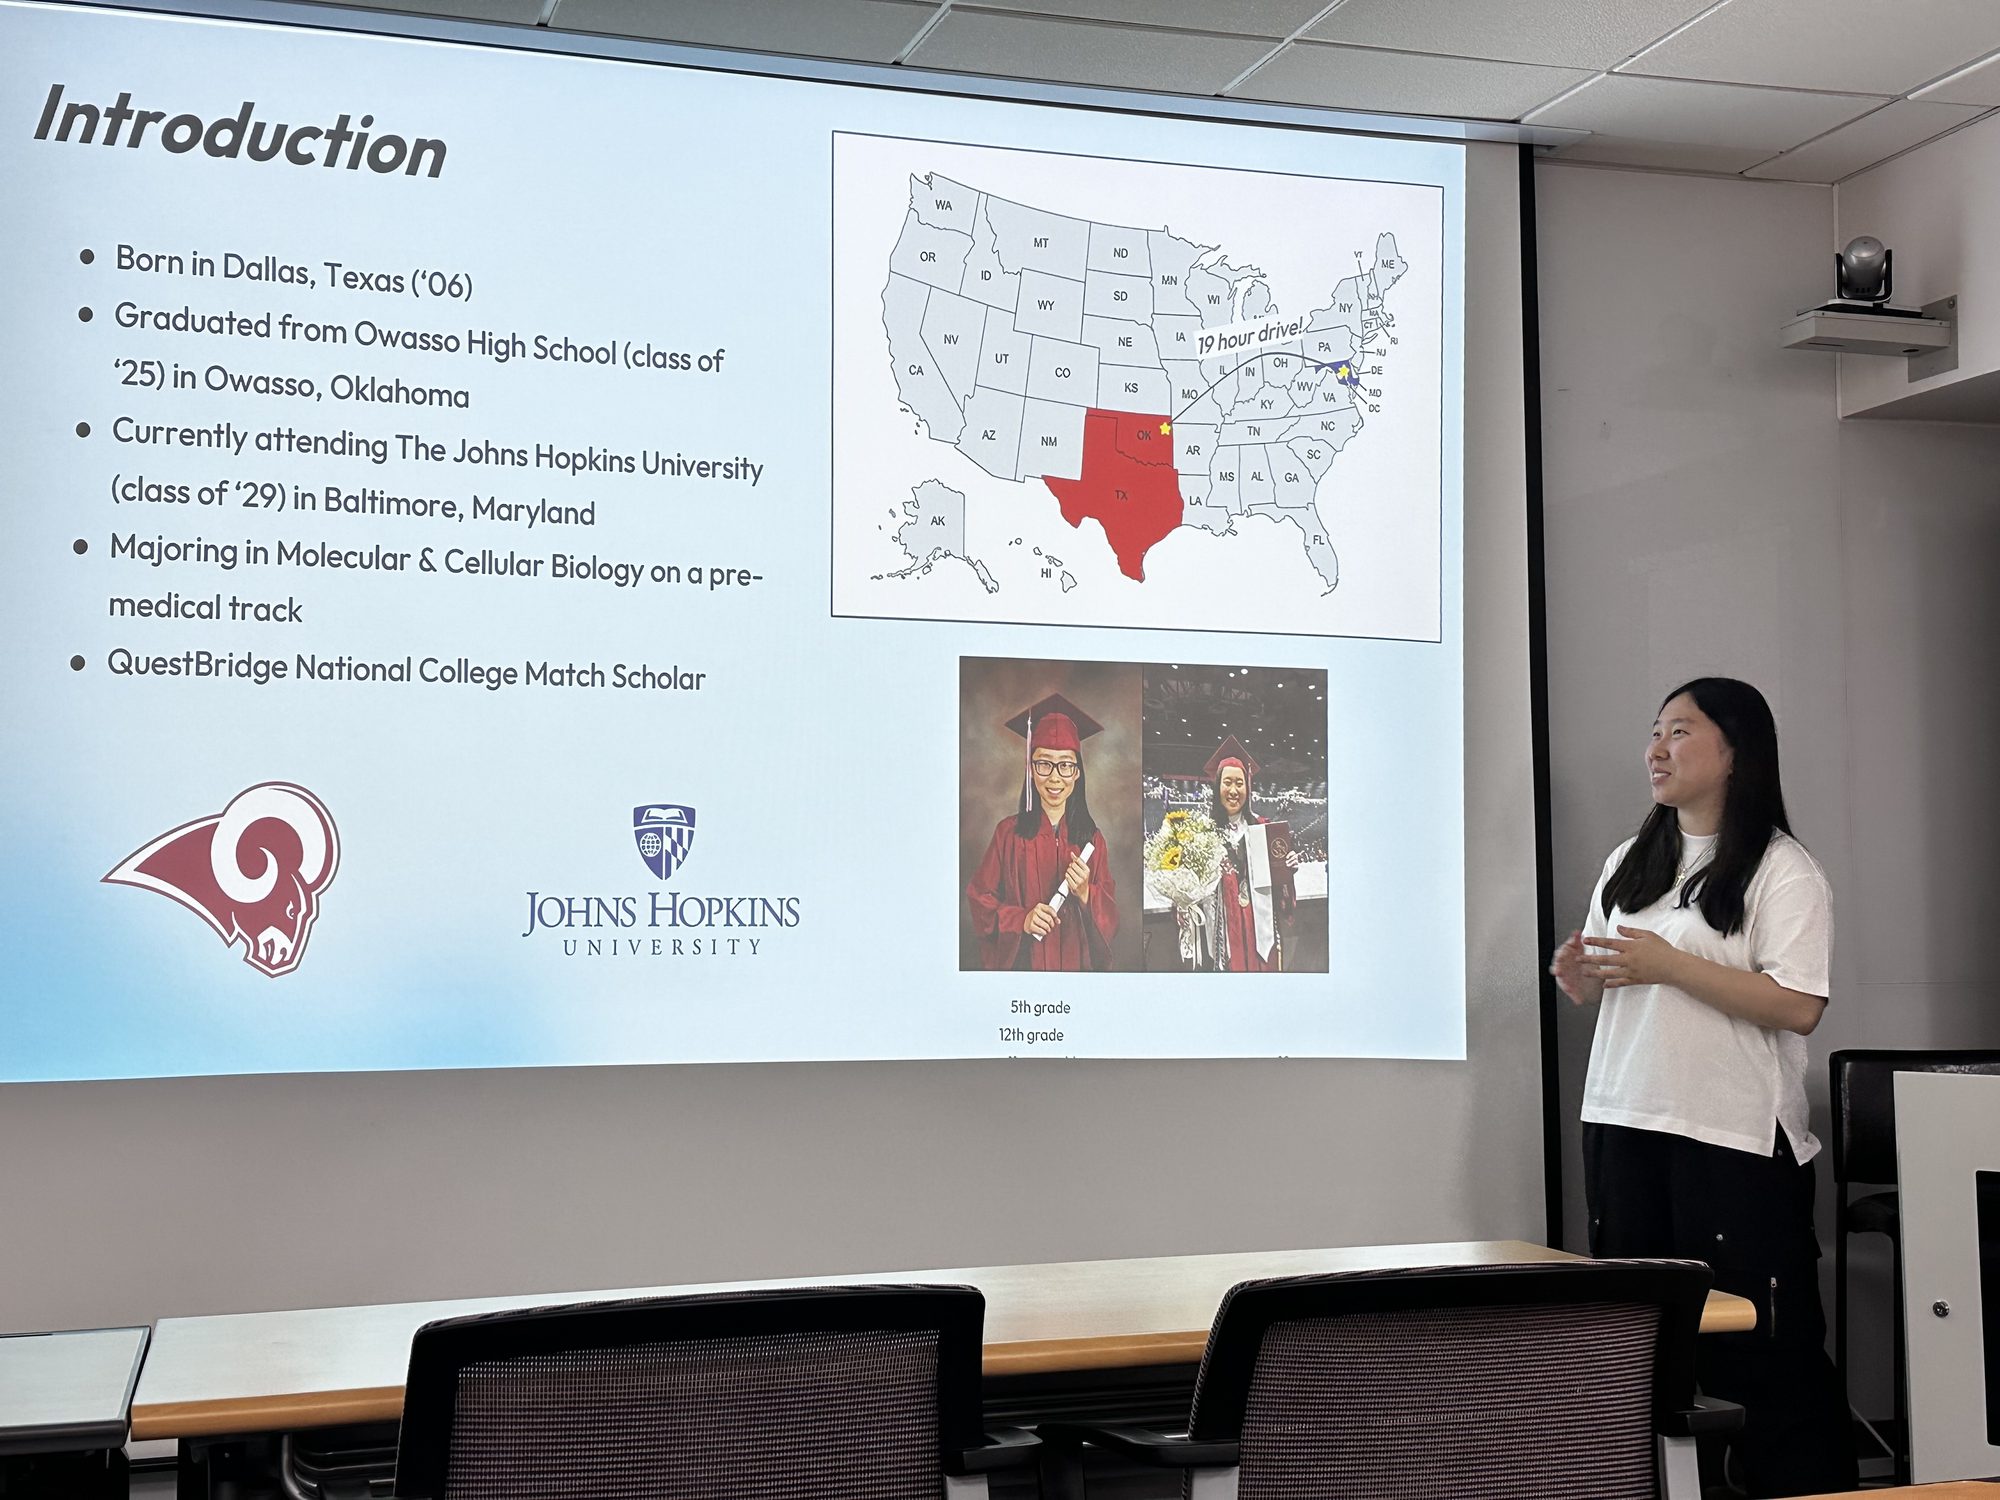 Introduction
● Born in Dallas, Texas (‘06)
● Graduated from Owasso High School (class of
‘25) in Owasso, Oklahoma
● Currently attending The Johns Hopkins University
(class of ‘29) in Baltimore, Maryland
● Majoring in Molecular & Cellular Biology on a pre-
medical track
● QuestBridge National College Match Scholar
JOHNS HOPKINS
UNIVERSITY
WA
OR
CA
ID
NV
MT
WY
UT
AZ
CO
NM
ND
SD
NE
KS
OK
TX
MN
IA
MO
AR
LA
WI
IL
IN
OH
KY
TN
MS
AL
GA
FL
SC
NC
VA
WV
PA
NY
VT
NH
ME
MA
CT
RI
NJ
DE
MD
DC
AK
HI
19 hour drive!
5th grade
12th grade